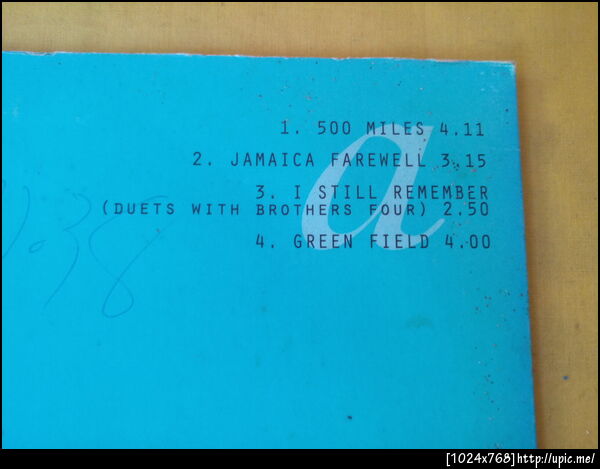 a
1. 500 MILES 4.11
2. JAMAICA FAREWELL 3.15
3. I STILL REMEMBER
(DUETS WITH BROTHERS FOUR) 2.50
4. GREEN FIELD 4.00
[1024x768]http://upic.me/